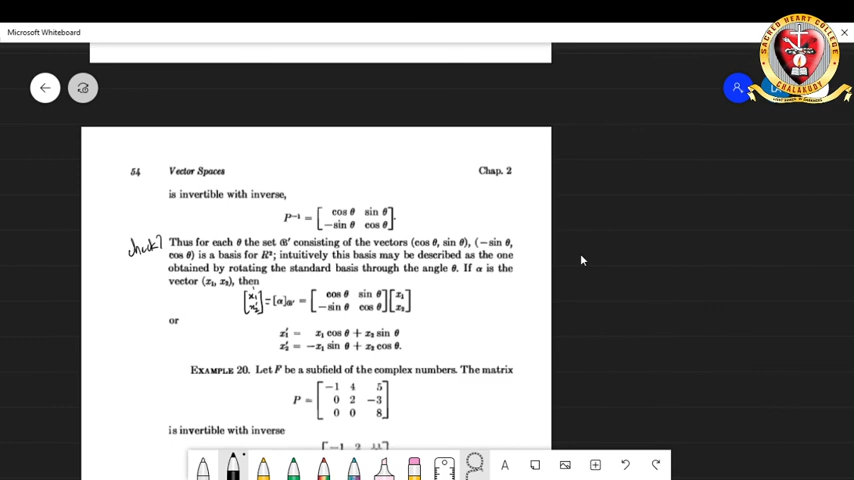 Microsoft Whiteboard
SACRED HEART COLLEGE
CHALAKUDY
54 Vector Spaces Chap. 2
is invertible with inverse,
P⁻¹ = [ cos θ sin θ
−sin θ cos θ ].
check? Thus for each θ the set ℬ′ consisting of the vectors (cos θ, sin θ), (−sin θ,
cos θ) is a basis for R²; intuitively this basis may be described as the one
obtained by rotating the standard basis through the angle θ. If α is the
vector (x₁, x₂), then
[x₁′ x₂′] = [α]ℬ′ = [ cos θ sin θ
−sin θ cos θ ] [x₁ x₂]
or
x₁′ = x₁ cos θ + x₂ sin θ
x₂′ = −x₁ sin θ + x₂ cos θ.
EXAMPLE 20. Let F be a subfield of the complex numbers. The matrix
P = [ −1 4 5
0 2 −3
0 0 8 ]
is invertible with inverse
A